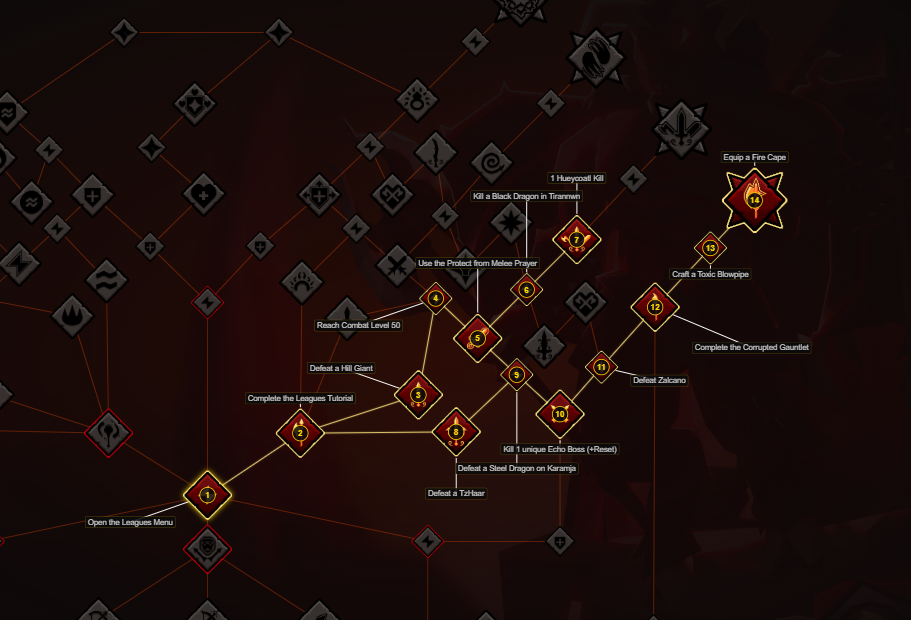 Equip a Fire Cape
14
1 Hueycoatl Kill
Kill a Black Dragon in Tirannwn
7
13
Use the Protect from Melee Prayer
Craft a Toxic Blowpipe
6
4
12
Reach Combat Level 50
5
Complete the Corrupted Gauntlet
Defeat a Hill Giant
11
9
Defeat Zalcano
3
Complete the Leagues Tutorial
10
2
8
Kill 1 unique Echo Boss (+Reset)
Defeat a Steel Dragon on Karamja
Defeat a TzHaar
1
Open the Leagues Menu